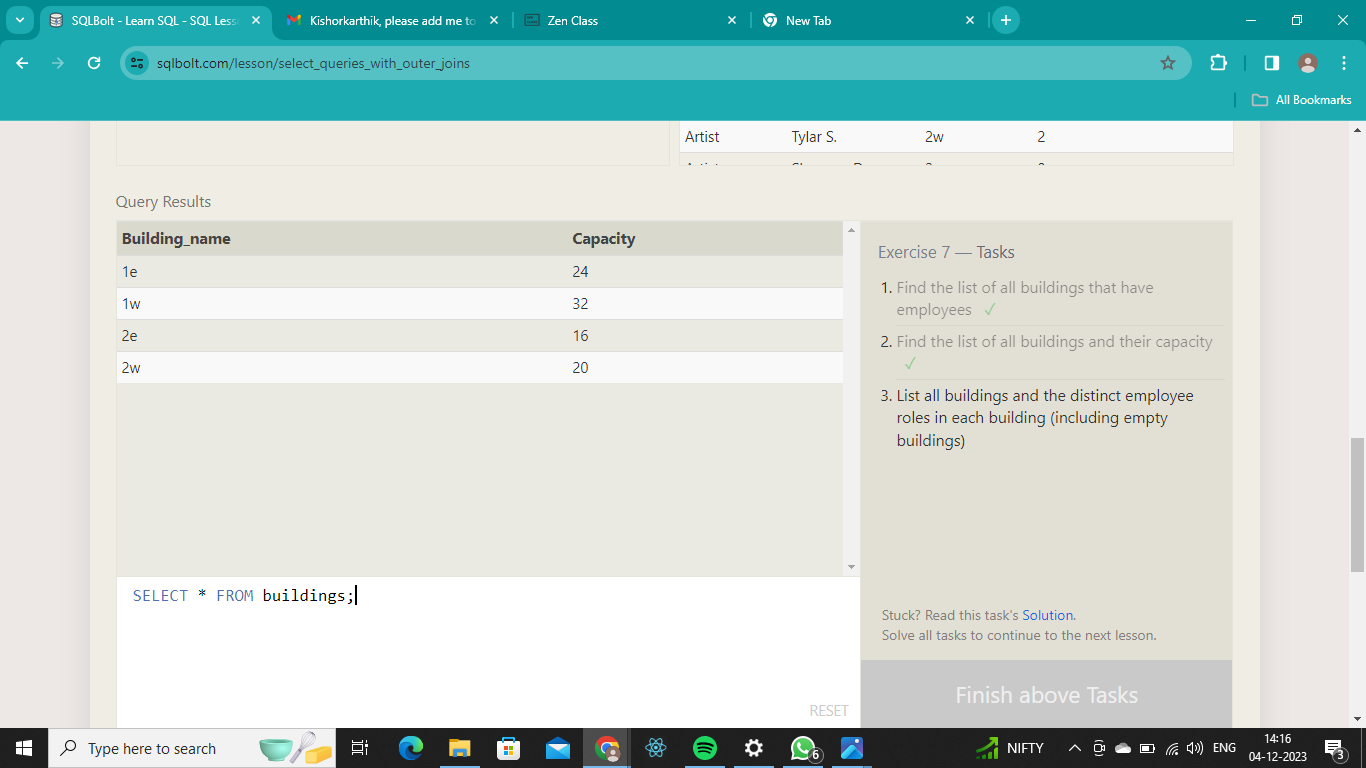 SQLBolt - Learn SQL - SQL Less
Kishorkarthik, please add me to
Zen Class
New Tab
sqlbolt.com/lesson/select_queries_with_outer_joins
All Bookmarks
Artist Tylar S. 2w 2
Query Results
Building_name Capacity
1e 24
1w 32
2e 16
2w 20
Exercise 7 — Tasks
1. Find the list of all buildings that have
employees ✓
2. Find the list of all buildings and their capacity
✓
3. List all buildings and the distinct employee
roles in each building (including empty
buildings)
SELECT * FROM buildings;
Stuck? Read this task's Solution.
Solve all tasks to continue to the next lesson.
RESET
Finish above Tasks
Type here to search
6
NIFTY
ENG
14:16
04-12-2023
3